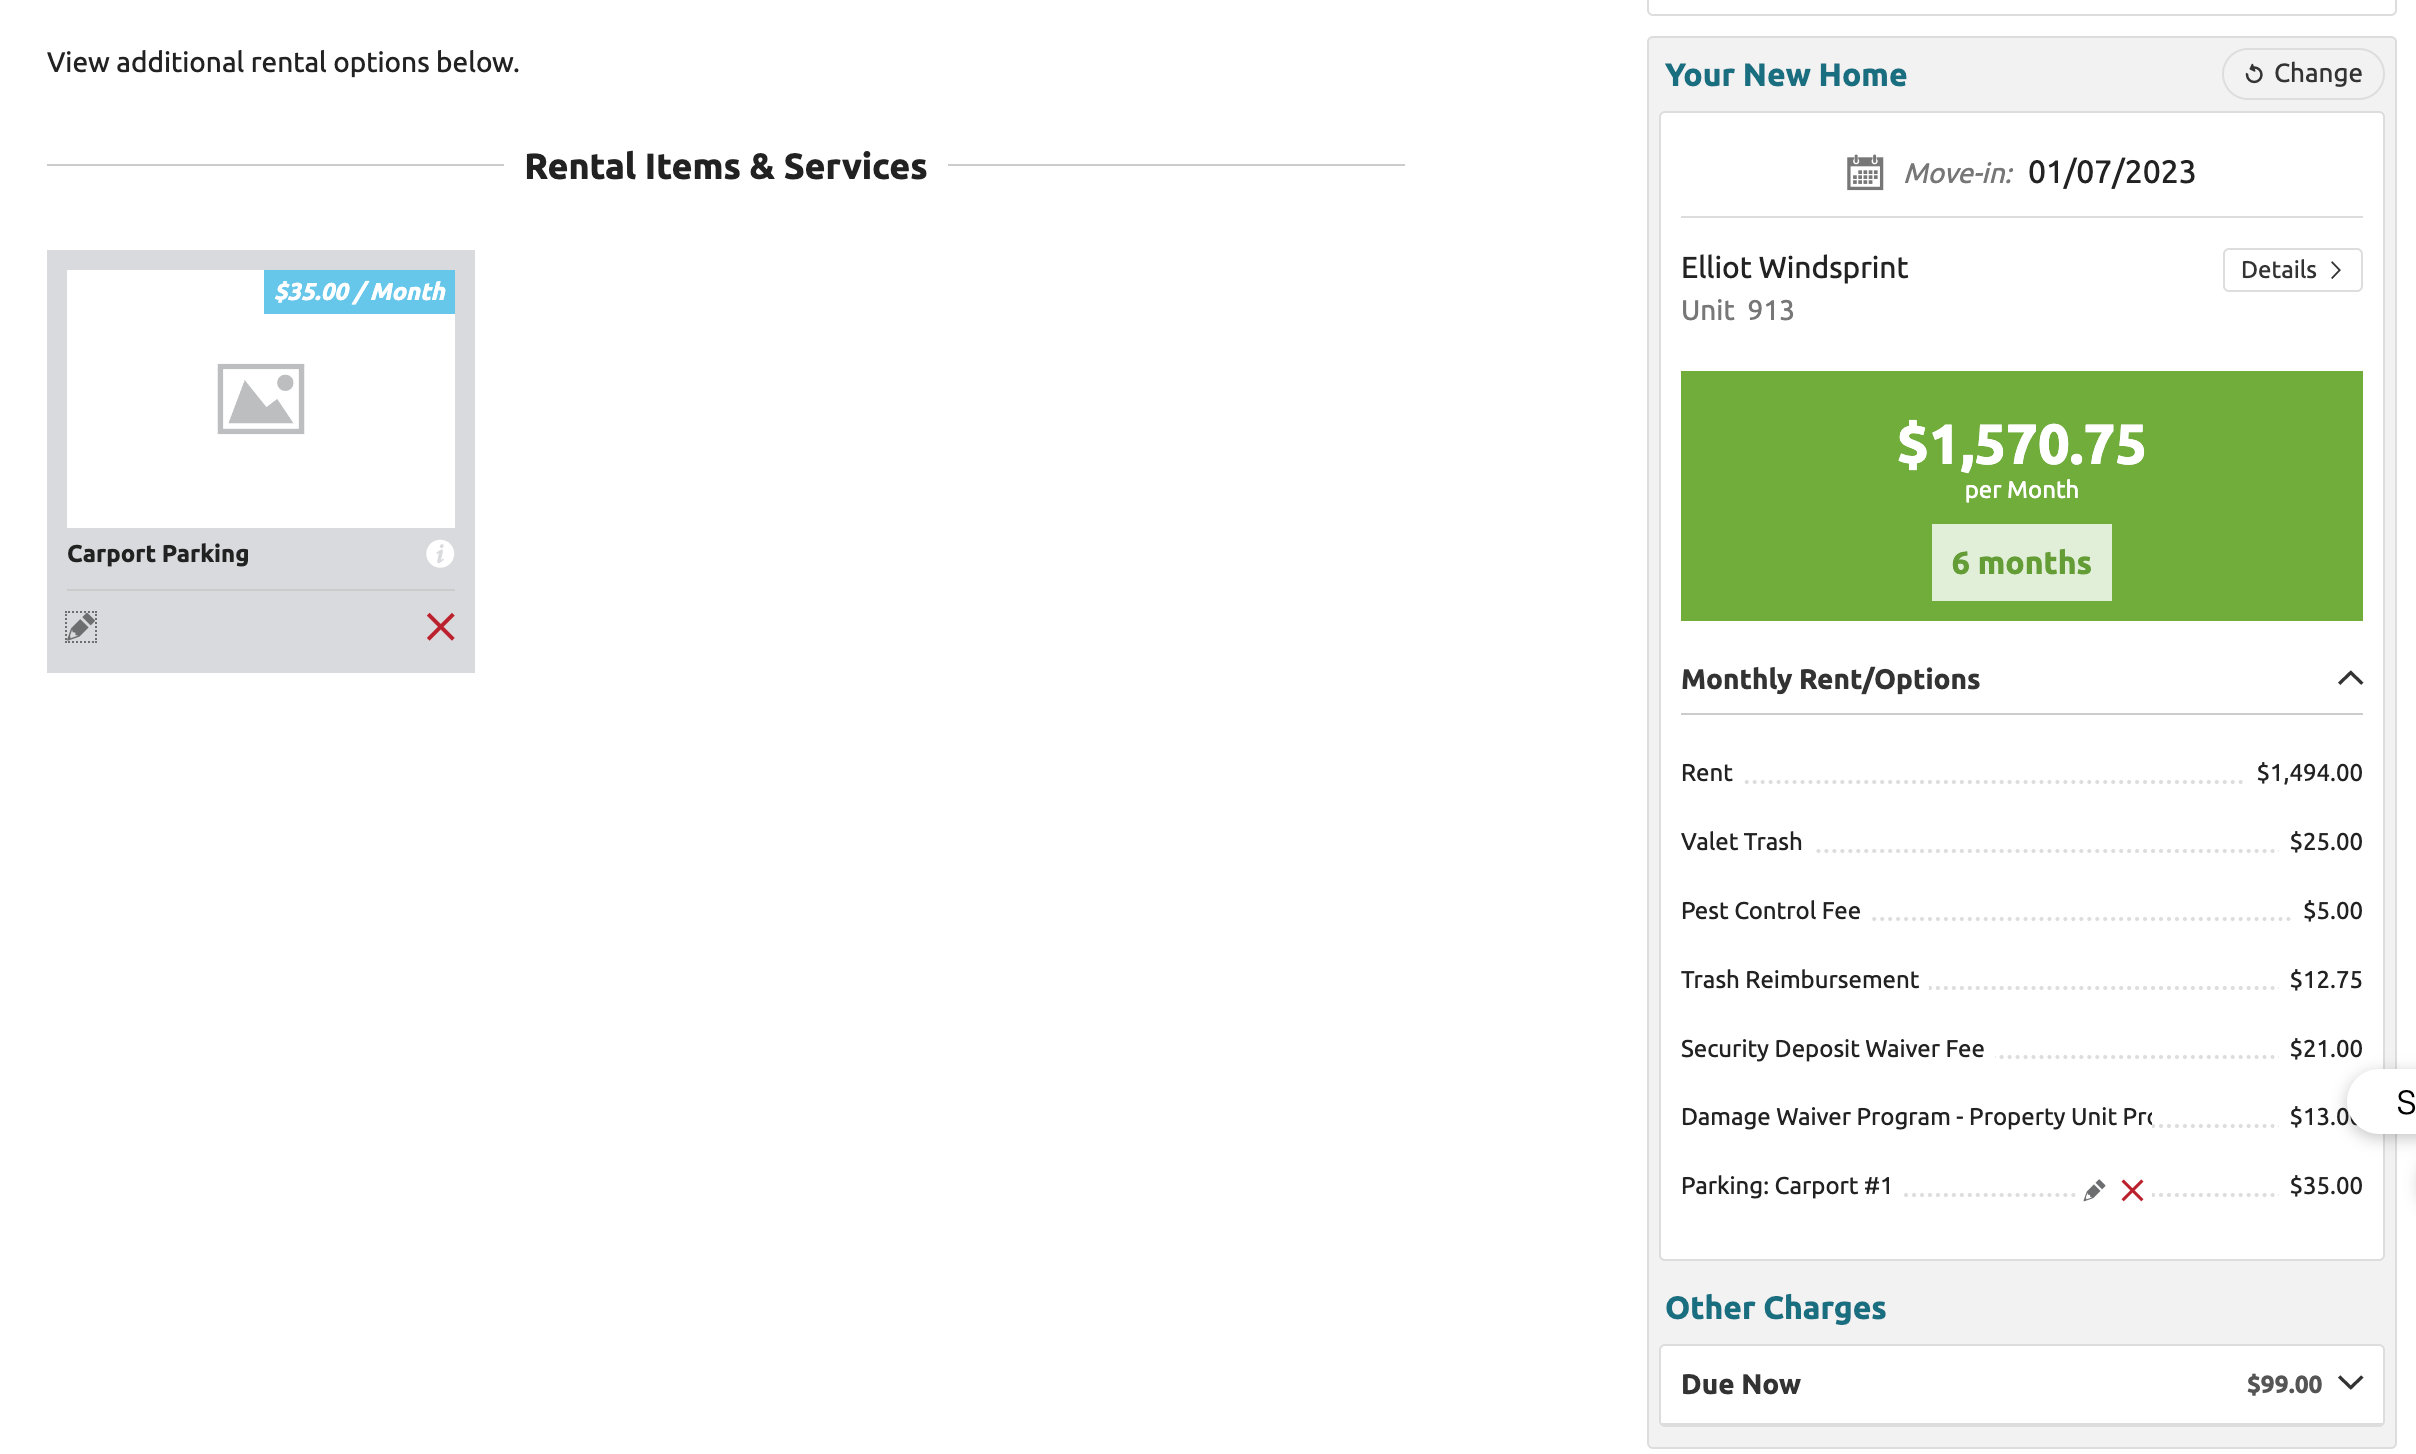 View additional rental options below.
Rental Items & Services
$35.00 / Month
Carport Parking
Your New Home
Change
Move-in: 01/07/2023
Elliot Windsprint
Details
Unit 913
$1,570.75
per Month
6 months
Monthly Rent/Options
Rent $1,494.00
Valet Trash $25.00
Pest Control Fee $5.00
Trash Reimbursement $12.75
Security Deposit Waiver Fee $21.00
Damage Waiver Program - Property Unit $13.0
Parking: Carport #1 $35.00
Other Charges
Due Now $99.00